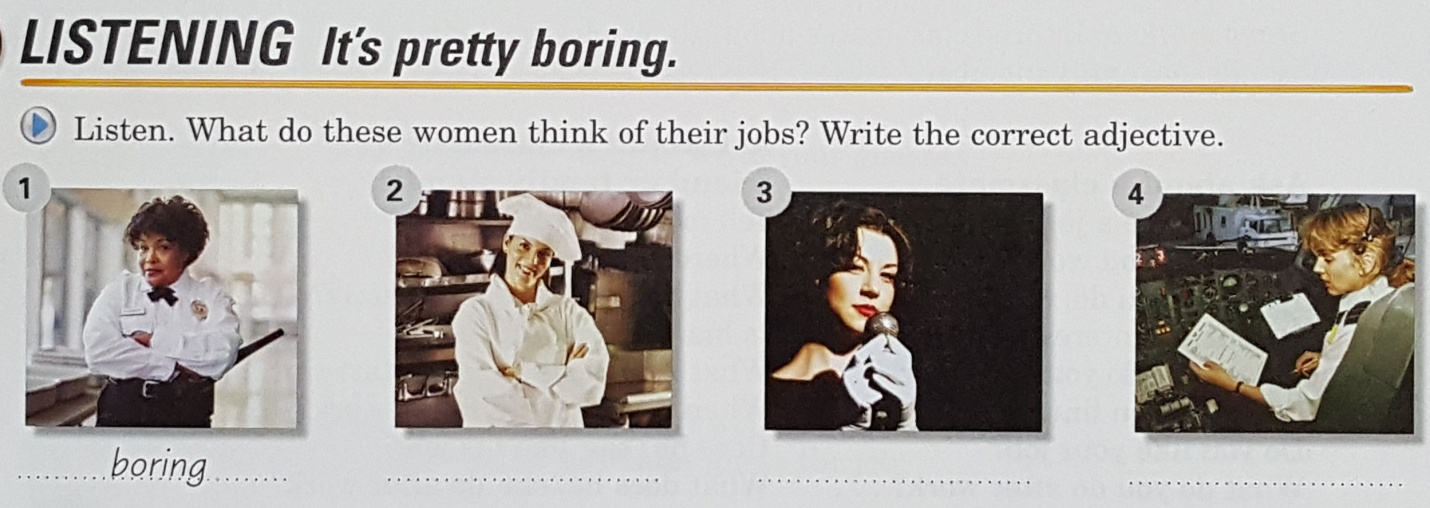 LISTENING It's pretty boring.
Listen. What do these women think of their jobs? Write the correct adjective.
1 2 3 4
boring